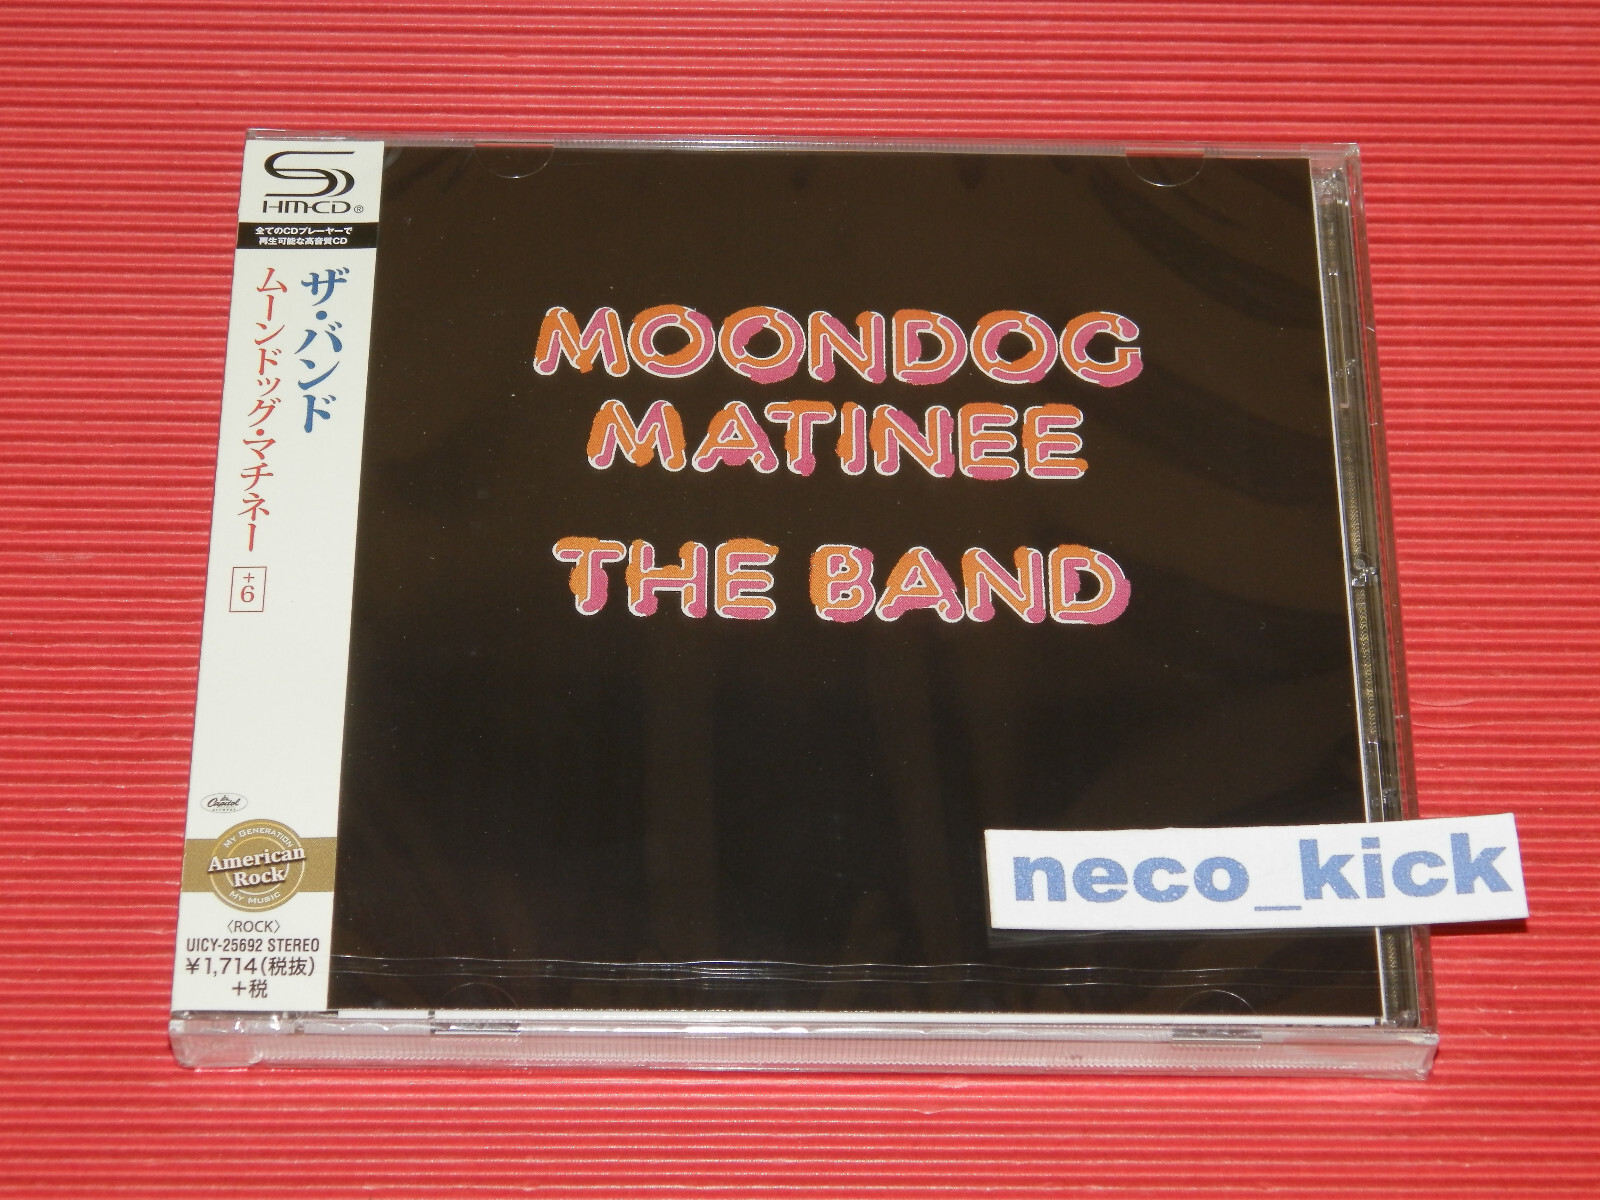 SHM-CD®
全てのCDプレーヤーで
再生可能な高音質CD
ザ・バンド
ムーンドッグ・マチネー
+6
MOONDOG
MATINEE
THE BAND
neco_kick
Capitol
RECORDS
MY GENERATION
American
Rock
MY MUSIC
〈ROCK〉
UICY-25692 STEREO
¥1,714(税抜)
+税